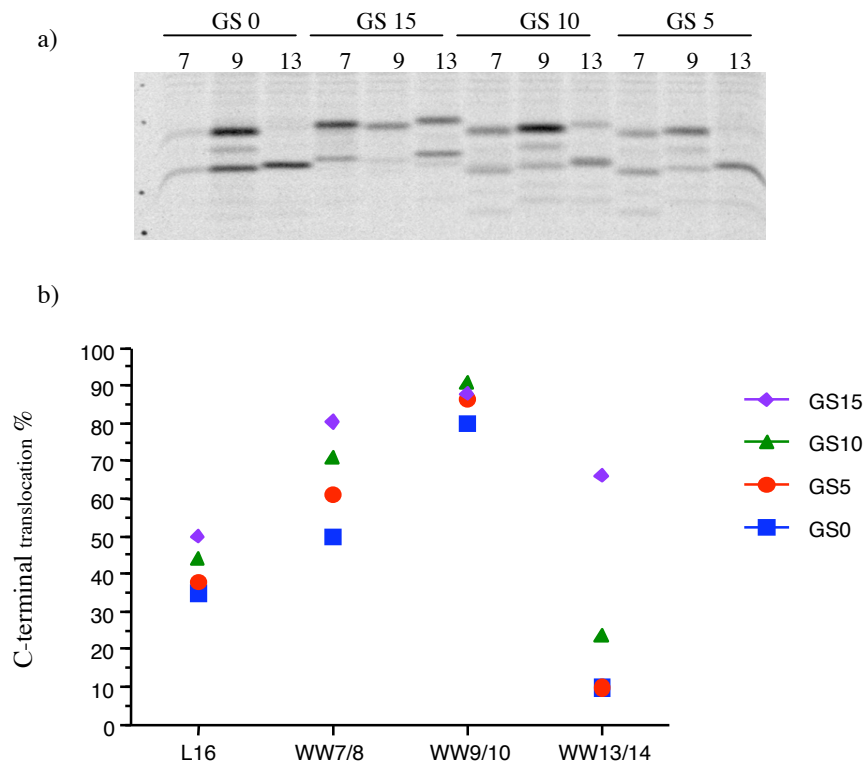 a)
GS 0 GS 15 GS 10 GS 5
7 9 13 7 9 13 7 9 13 7 9 13
b)
C-terminal translocation %
100
90
80
70
60
50
40
30
20
10
0
L16 WW7/8 WW9/10 WW13/14
GS15
GS10
GS5
GS0